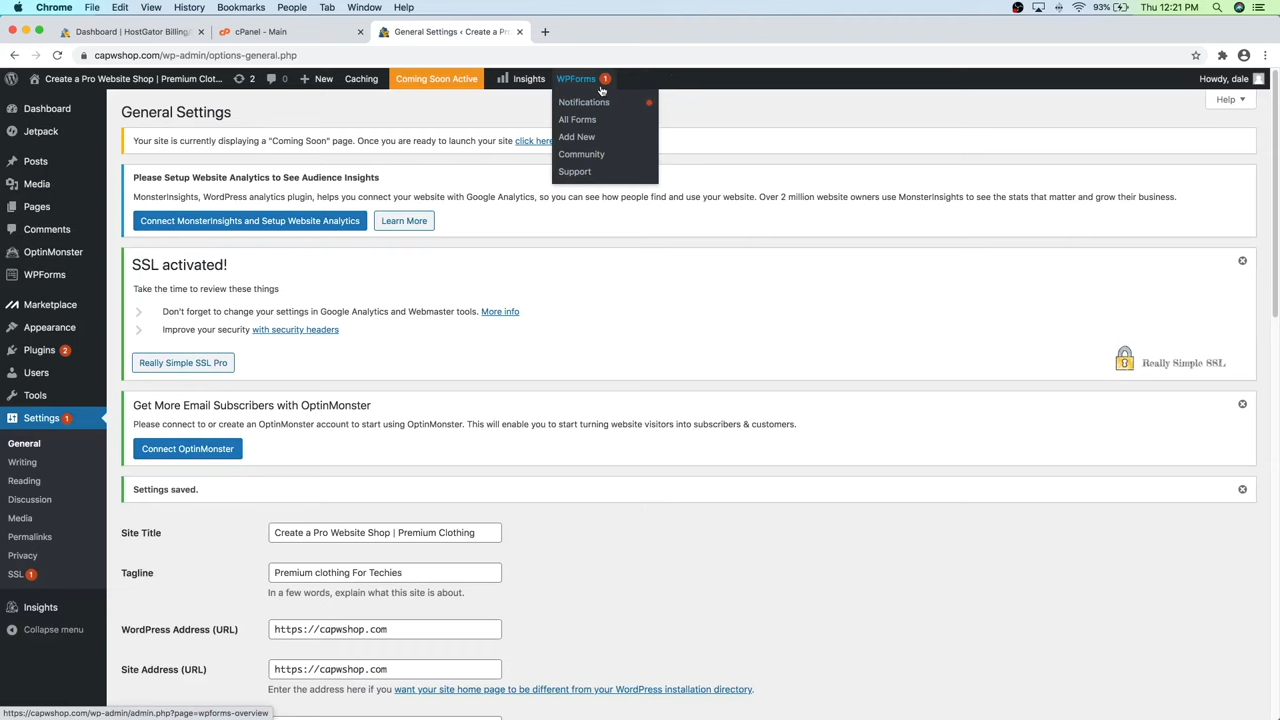 Chrome File Edit View History Bookmarks People Tab Window Help 93% Thu 12:21 PM
Dashboard | HostGator Billing/ cPanel - Main General Settings ‹ Create a Pr
capwshop.com/wp-admin/options-general.php
Create a Pro Website Shop | Premium Clot... 2 0 New Caching Coming Soon Active Insights WPForms 1 Howdy, dale
Notifications
All Forms
Add New
Community
Support
Help
Dashboard
Jetpack
Posts
Media
Pages
Comments
OptinMonster
WPForms
Marketplace
Appearance
Plugins 2
Users
Tools
Settings 1
General
Writing
Reading
Discussion
Media
Permalinks
Privacy
SSL 1
Insights
Collapse menu
General Settings
Your site is currently displaying a "Coming Soon" page. Once you are ready to launch your site click here
Please Setup Website Analytics to See Audience Insights
MonsterInsights, WordPress analytics plugin, helps you connect your website with Google Analytics, so you can see how people find and use your website. Over 2 million website owners use MonsterInsights to see the stats that matter and grow their business.
Connect MonsterInsights and Setup Website Analytics Learn More
SSL activated!
Take the time to review these things
Don't forget to change your settings in Google Analytics and Webmaster tools. More info
Improve your security with security headers
Really Simple SSL Pro
Really Simple SSL
Get More Email Subscribers with OptinMonster
Please connect to or create an OptinMonster account to start using OptinMonster. This will enable you to start turning website visitors into subscribers & customers.
Connect OptinMonster
Settings saved.
Site Title Create a Pro Website Shop | Premium Clothing
Tagline Premium clothing For Techies
In a few words, explain what this site is about.
WordPress Address (URL) https://capwshop.com
Site Address (URL) https://capwshop.com
Enter the address here if you want your site home page to be different from your WordPress installation directory.
https://capwshop.com/wp-admin/admin.php?page=wpforms-overview